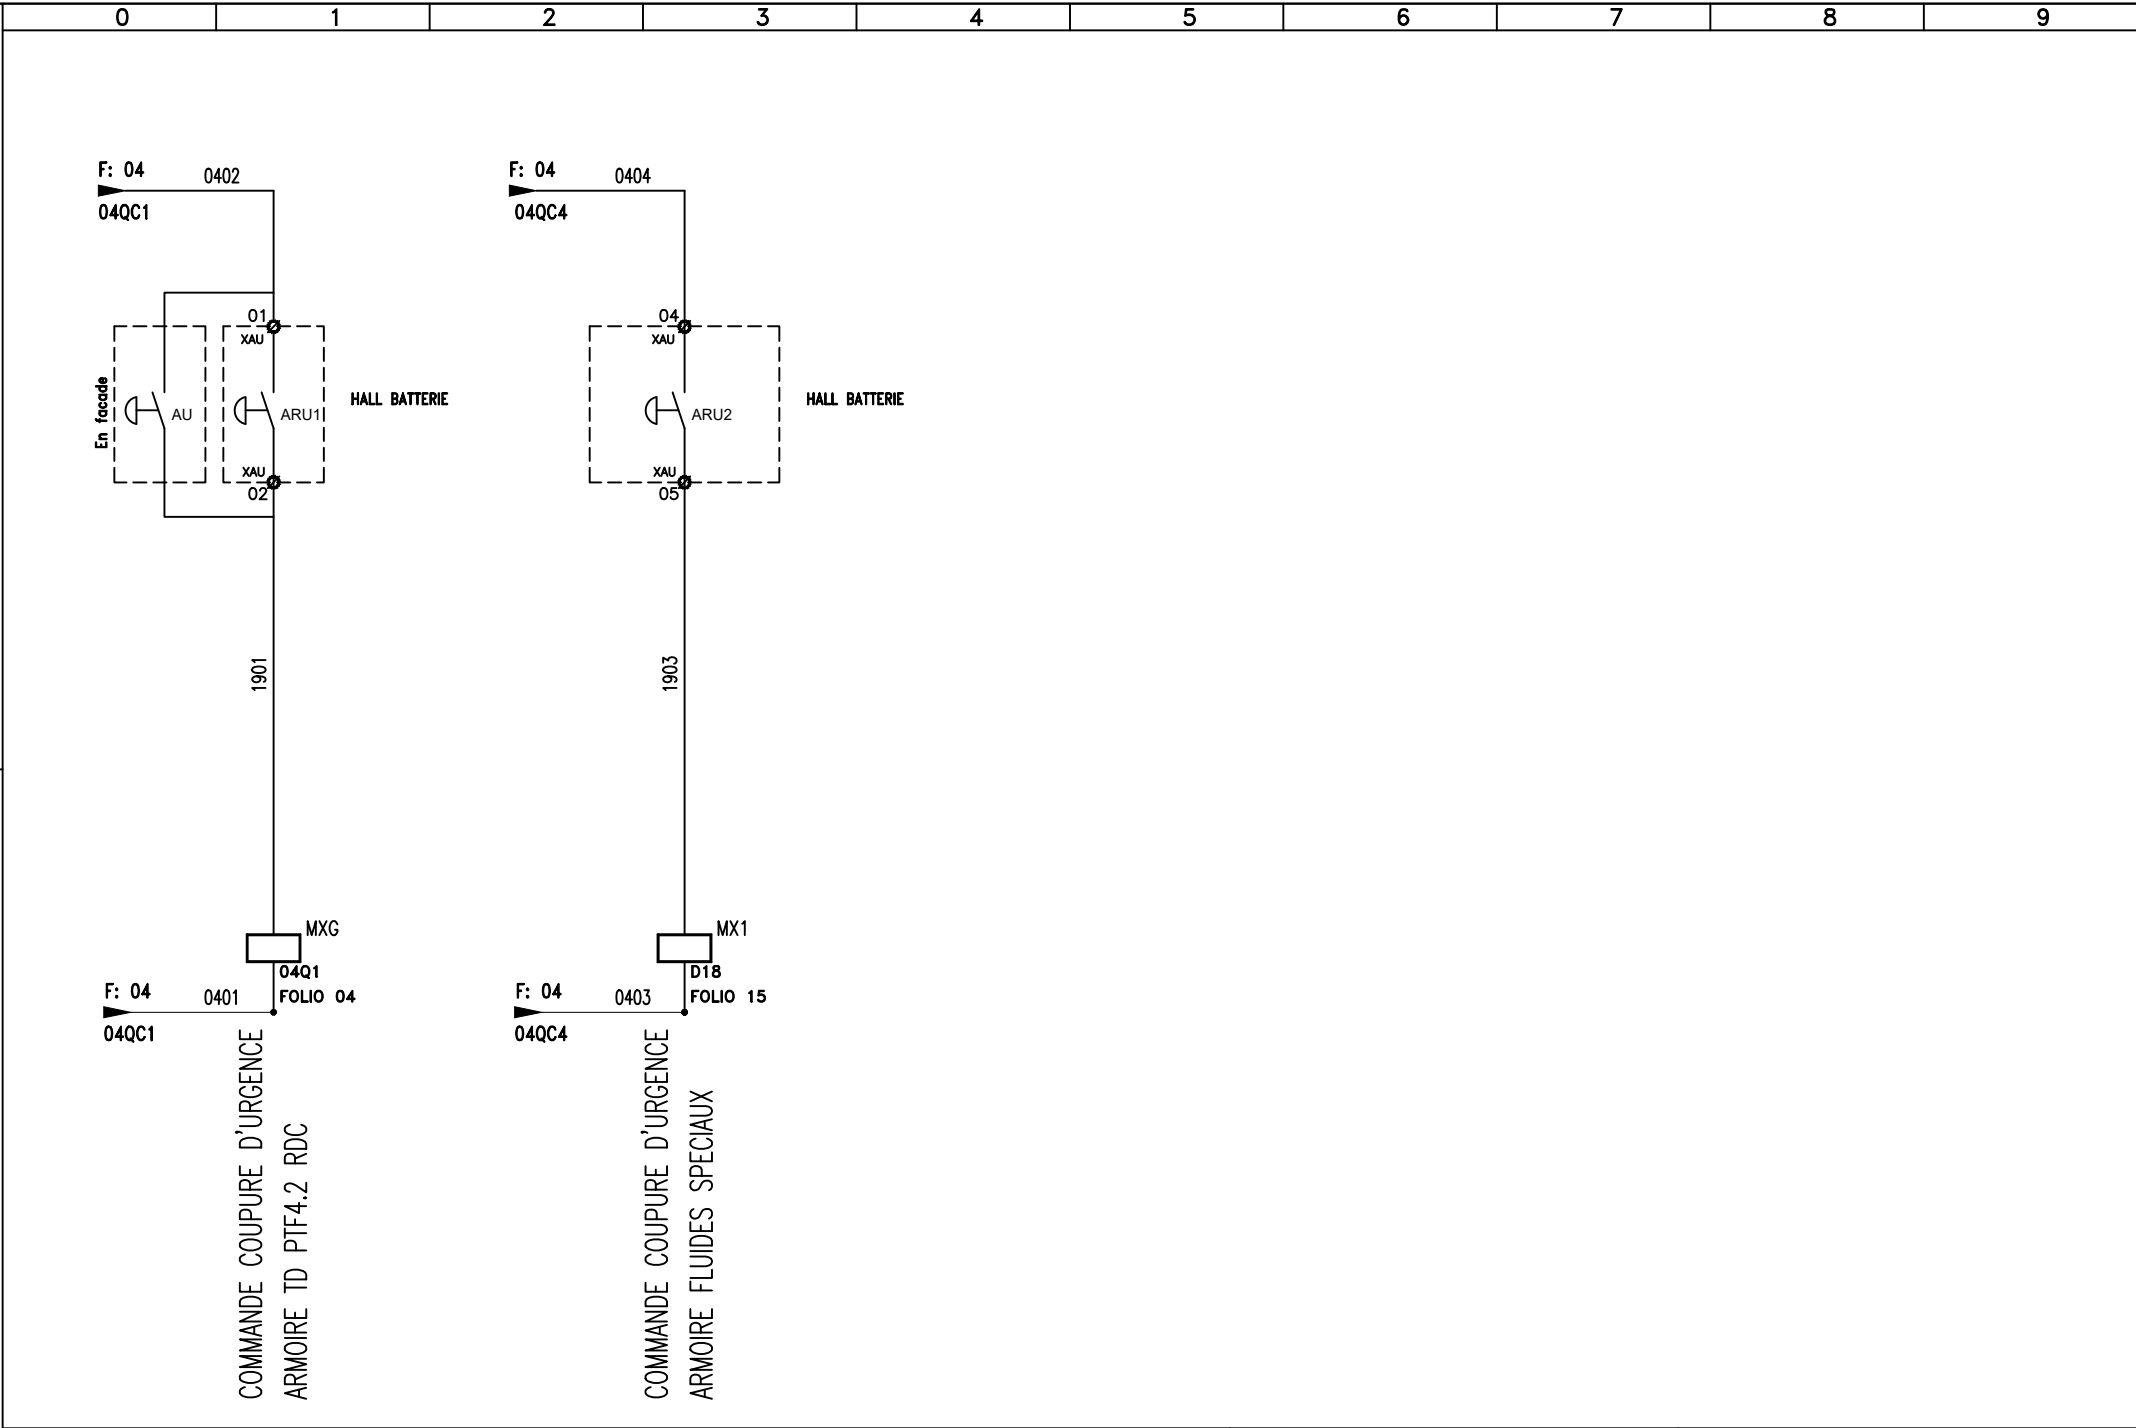 0 1 2 3 4 5 6 7 8 9
F: 04
0402
04QC1
F: 04
0404
04QC4
01
XAU
En facade
AU
ARU1
HALL BATTERIE
XAU
02
04
XAU
ARU2
HALL BATTERIE
XAU
05
1901
1903
MXG
04Q1
FOLIO 04
F: 04
0401
04QC1
MX1
D18
FOLIO 15
F: 04
0403
04QC4
COMMANDE COUPURE D'URGENCE
ARMOIRE TD PTF4.2 RDC
COMMANDE COUPURE D'URGENCE
ARMOIRE FLUIDES SPECIAUX